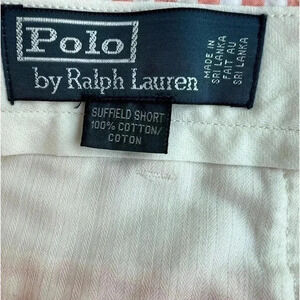 Polo
by Ralph Lauren
MADE IN
SRI LANKA
FAIT AU
SRI LANKA
SUFFIELD SHORT
100% COTTON/
COTON